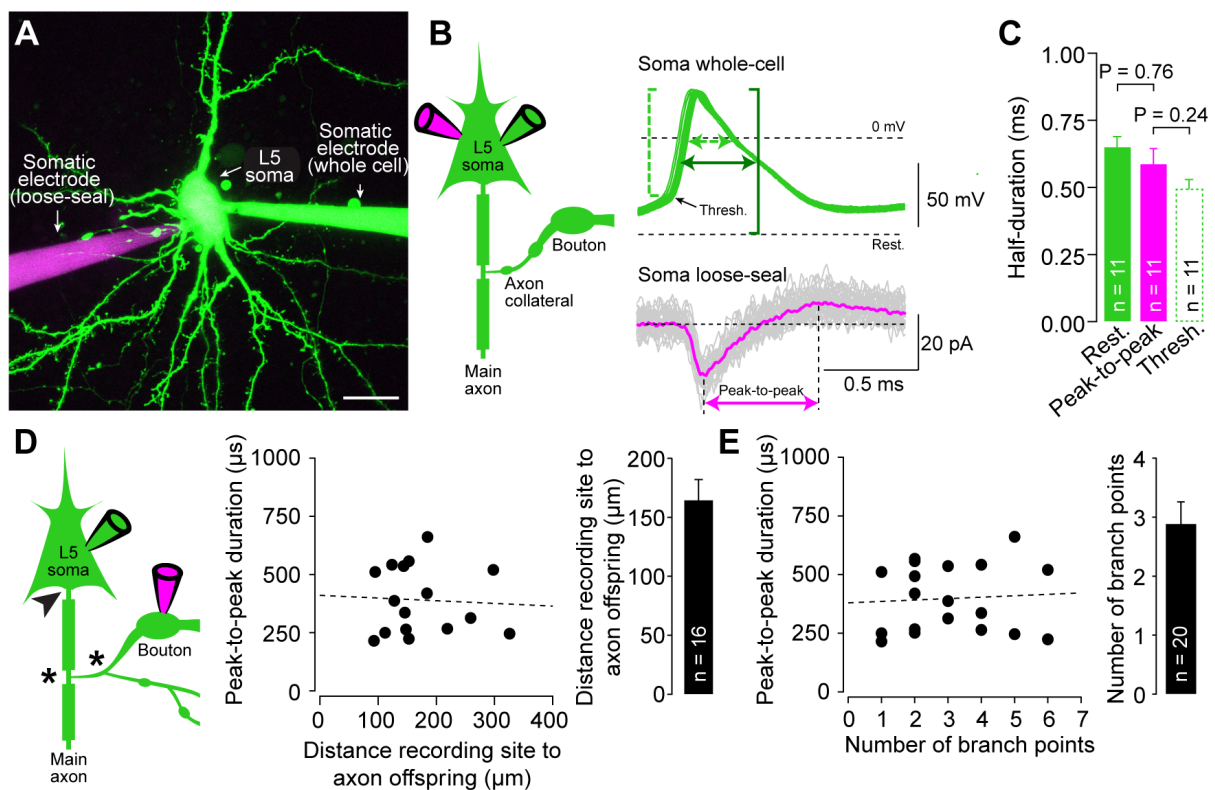 A
Somatic
electrode
(loose-seal)
L5
soma
Somatic
electrode
(whole cell)
B
L5
soma
Bouton
Axon
collateral
Main
axon
Soma whole-cell
0 mV
50 mV
Thresh.
Rest.
Soma loose-seal
20 pA
0.5 ms
Peak-to-peak
C
Half-duration (ms)
1.00
0.75
0.50
0.25
0.00
P = 0.76
P = 0.24
n = 11
n = 11
n = 11
Rest.
Peak-to-peak
Thresh.
D
L5
soma
Bouton
*
*
Main
axon
Peak-to-peak duration (µs)
1000
750
500
250
0
0 100 200 300 400
Distance recording site to
axon offspring (µm)
Distance recording site to
axon offspring (µm)
200
150
100
50
0
n = 16
E
Peak-to-peak duration (µs)
1000
750
500
250
0
0 1 2 3 4 5 6 7
Number of branch points
Number of branch points
4
3
2
1
0
n = 20